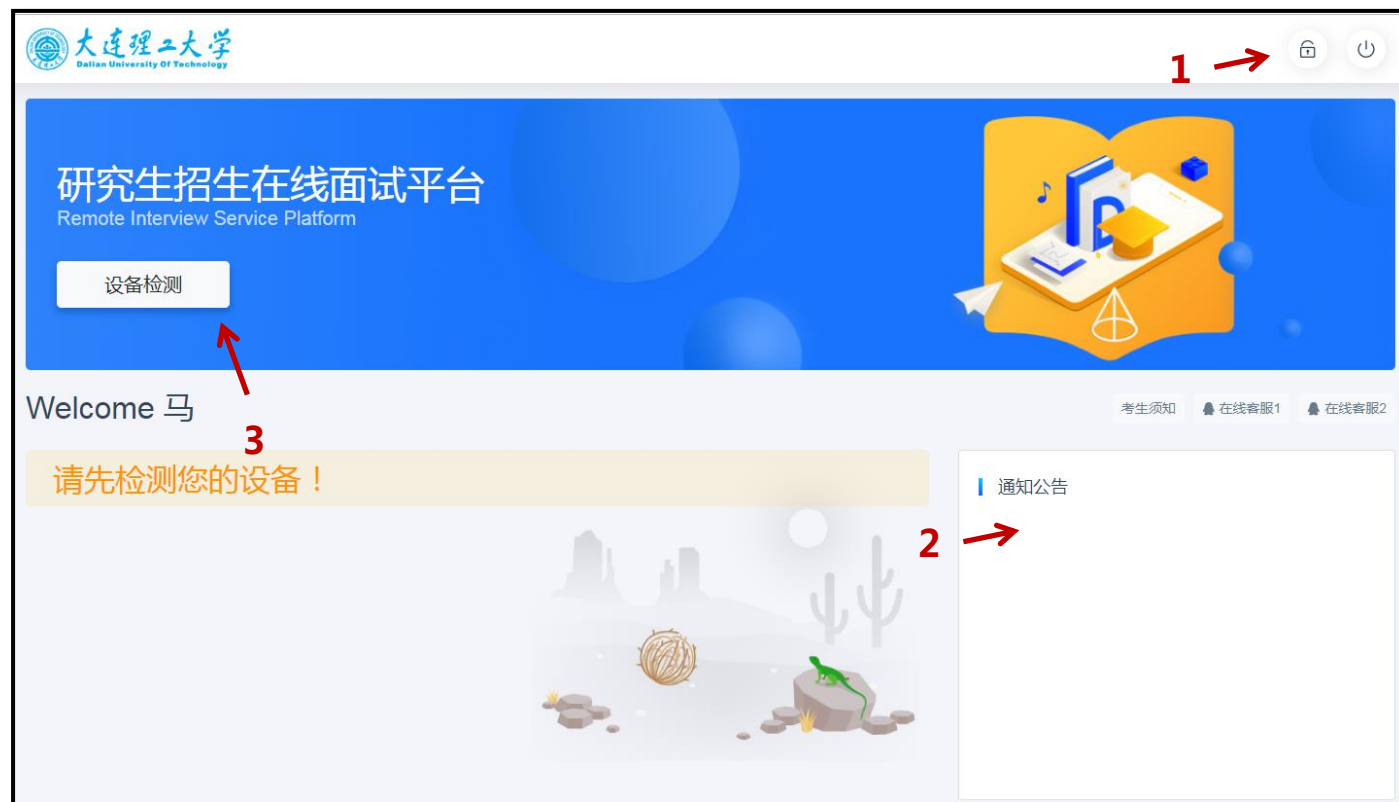 大连理工大学
Dalian University Of Technology
1
研究生招生在线面试平台
Remote Interview Service Platform
设备检测
3
Welcome 马
考生须知 在线客服1 在线客服2
请先检测您的设备！
通知公告
2